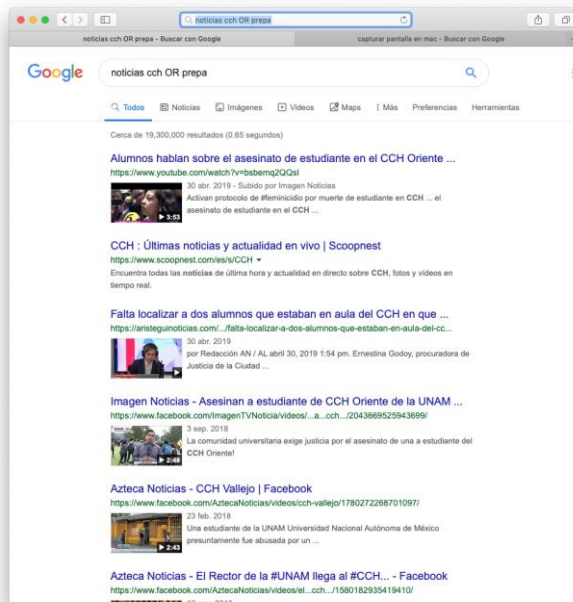 noticias cch OR prepa
noticias cch OR prepa - Buscar con Google
capturar pantalla en mac - Buscar con Google
Google
noticias cch OR prepa
Todos Noticias Imágenes Videos Maps Más Preferencias Herramientas
Cerca de 19,300,000 resultados (0.65 segundos)
Alumnos hablan sobre el asesinato de estudiante en el CCH Oriente ...
https://www.youtube.com/watch?v=bsbemq2QQsI
30 abr. 2019 - Subido por Imagen Noticias
Activan protocolo de #feminicidio por muerte de estudiante en CCH ... el
asesinato de estudiante en el CCH ...
3:53
CCH : Últimas noticias y actualidad en vivo | Scoopnest
https://www.scoopnest.com/es/s/CCH
Encuentra todas las noticias de última hora y actualidad en directo sobre CCH, fotos y videos en
tiempo real.
Falta localizar a dos alumnos que estaban en aula del CCH en que ...
https://aristeguinoticias.com/.../falta-localizar-a-dos-alumnos-que-estaban-en-aula-del-cc...
30 abr. 2019
por Redacción AN / AL abril 30, 2019 1:54 pm. Ernestina Godoy, procuradora de
Justicia de la Ciudad ...
Imagen Noticias - Asesinan a estudiante de CCH Oriente de la UNAM ...
https://www.facebook.com/ImagenTVNoticia/videos/...a...cch.../2043669525943699/
3 sep. 2018
La comunidad universitaria exige justicia por el asesinato de una a estudiante del
CCH Oriente!
2:48
Azteca Noticias - CCH Vallejo | Facebook
https://www.facebook.com/AztecaNoticias/videos/cch-vallejo/1780272268701097/
23 feb. 2018
Una estudiante de la UNAM Universidad Nacional Autónoma de México
presuntamente fue abusada por un ...
2:43
Azteca Noticias - El Rector de la #UNAM llega al #CCH... - Facebook
https://www.facebook.com/AztecaNoticias/videos/el...cch.../1580182935419410/